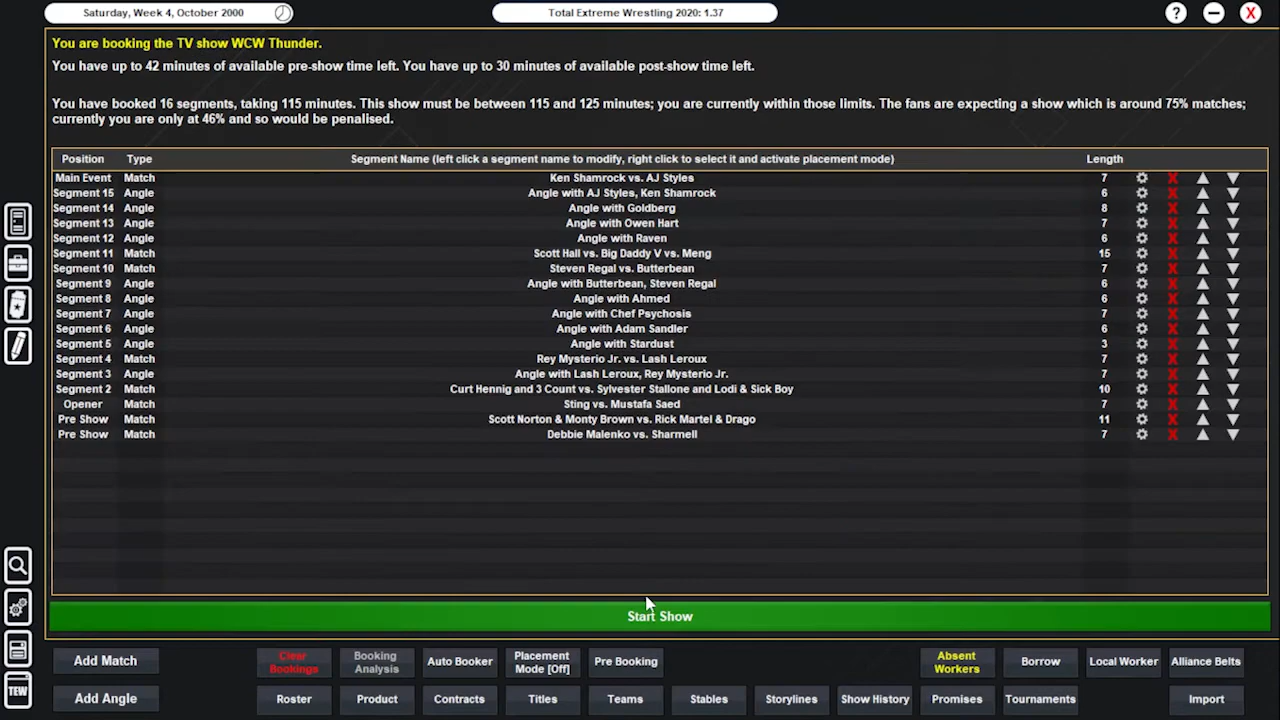 Saturday, Week 4, October 2000
Total Extreme Wrestling 2020: 1.37
? X
You are booking the TV show WCW Thunder.
You have up to 42 minutes of available pre-show time left. You have up to 30 minutes of available post-show time left.
You have booked 16 segments, taking 115 minutes. This show must be between 115 and 125 minutes; you are currently within those limits. The fans are expecting a show which is around 75% matches;
currently you are only at 46% and so would be penalised.
Position Type Segment Name (left click a segment name to modify, right click to select it and activate placement mode) Length
Main Event Match Ken Shamrock vs. AJ Styles 7 X
Segment 15 Angle Angle with AJ Styles, Ken Shamrock 6 X
Segment 14 Angle Angle with Goldberg 8 X
Segment 13 Angle Angle with Owen Hart 7 X
Segment 12 Angle Angle with Raven 6 X
Segment 11 Match Scott Hall vs. Big Daddy V vs. Meng 15 X
Segment 10 Match Steven Regal vs. Butterbean 7 X
Segment 9 Angle Angle with Butterbean, Steven Regal 6 X
Segment 8 Angle Angle with Ahmed 6 X
Segment 7 Angle Angle with Chef Psychosis 7 X
Segment 6 Angle Angle with Adam Sandler 6 X
Segment 5 Angle Angle with Stardust 3 X
Segment 4 Match Rey Mysterio Jr. vs. Lash Leroux 7 X
Segment 3 Angle Angle with Lash Leroux, Rey Mysterio Jr. 7 X
Segment 2 Match Curt Hennig and 3 Count vs. Sylvester Stallone and Lodi & Sick Boy 10 X
Opener Match Sting vs. Mustafa Saed 7 X
Pre Show Match Scott Norton & Monty Brown vs. Rick Martel & Drago 11 X
Pre Show Match Debbie Malenko vs. Sharmell 7 X
Start Show
Add Match
Clear Bookings
Booking Analysis
Auto Booker
Placement Mode [Off]
Pre Booking
Absent Workers
Borrow
Local Worker
Alliance Belts
TEW
Add Angle
Roster
Product
Contracts
Titles
Teams
Stables
Storylines
Show History
Promises
Tournaments
Import